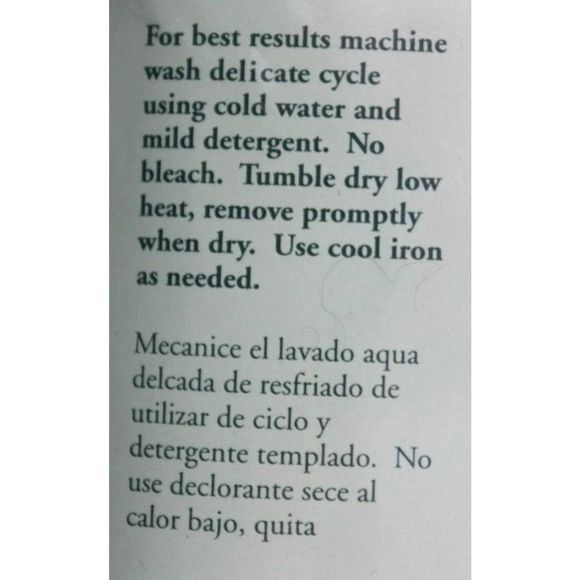 For best results machine
wash delicate cycle
using cold water and
mild detergent. No
bleach. Tumble dry low
heat, remove promptly
when dry. Use cool iron
as needed.
Mecanice el lavado aqua
delcada de resfriado de
utilizar de ciclo y
detergente templado. No
use declorante sece al
calor bajo, quita